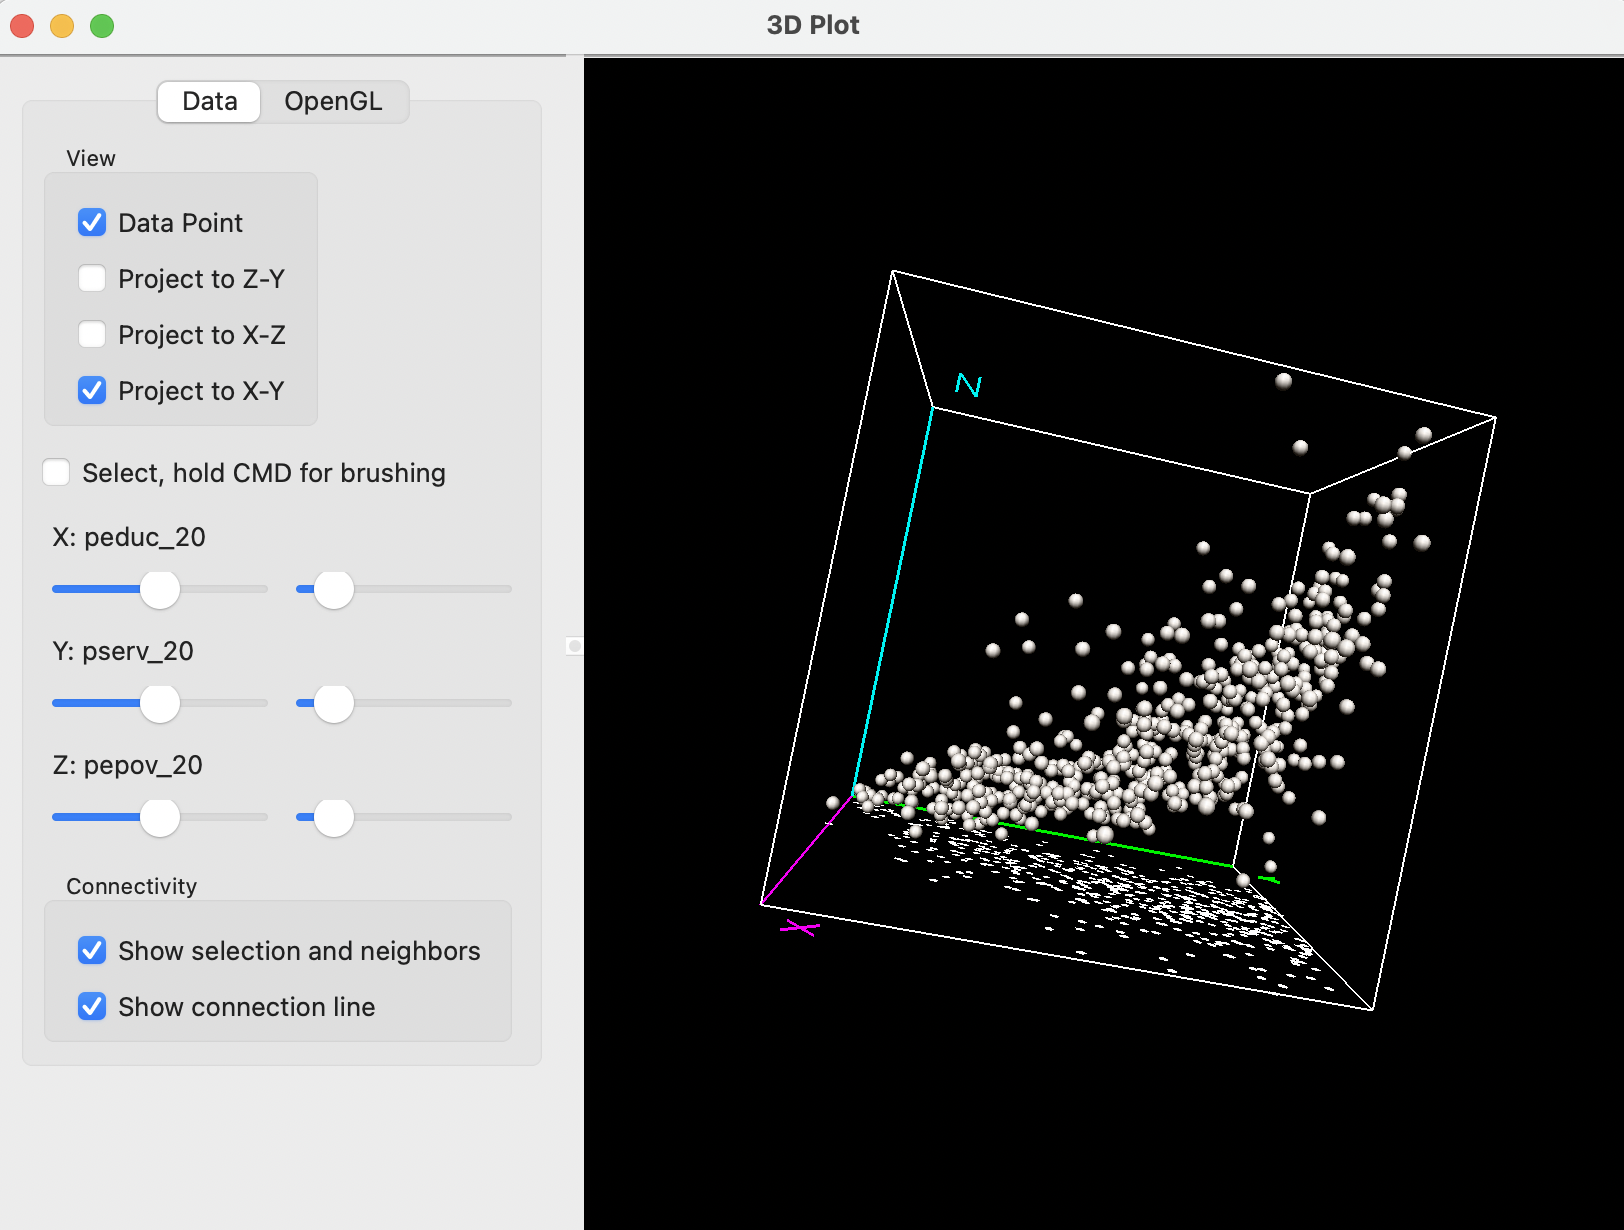 3D Plot
Data OpenGL
View
Data Point
Project to Z-Y
Project to X-Z
Project to X-Y
Select, hold CMD for brushing
X: peduc_20
Y: pserv_20
Z: pepov_20
Connectivity
Show selection and neighbors
Show connection line
Z
X